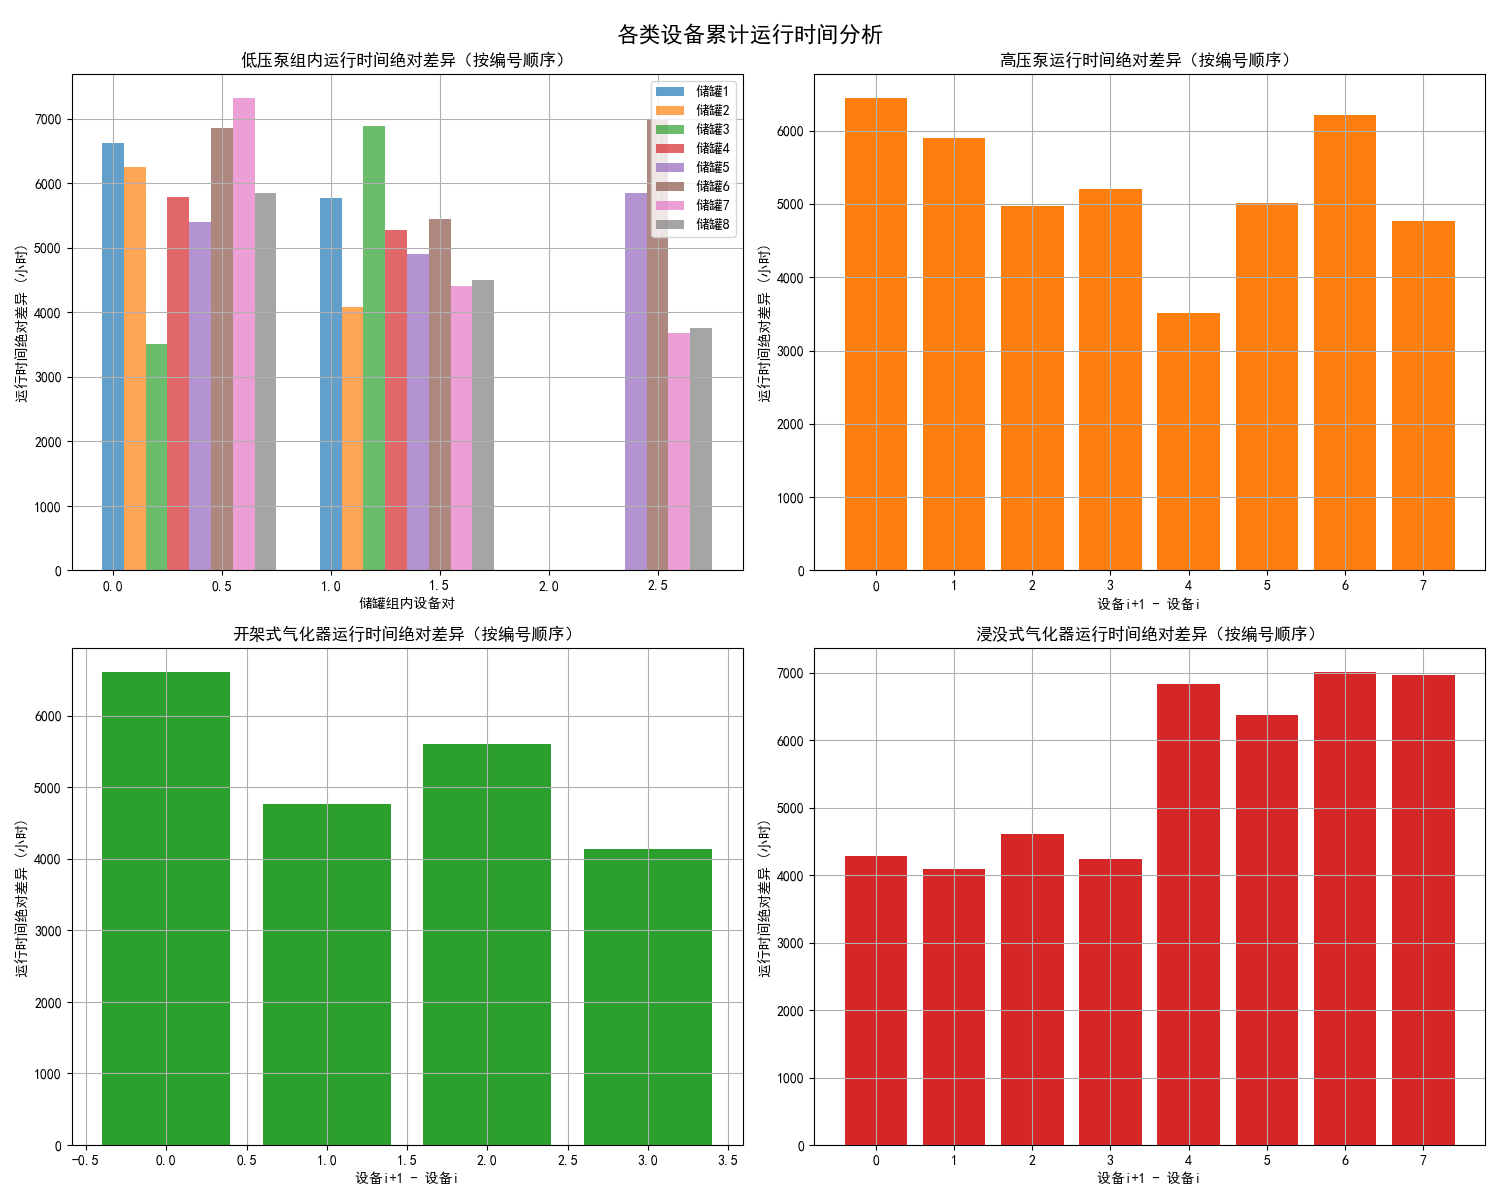 各类设备累计运行时间分析
低压泵组内运行时间绝对差异（按编号顺序）
运行时间绝对差异（小时）
7000
6000
5000
4000
3000
2000
1000
0
储罐1
储罐2
储罐3
储罐4
储罐5
储罐6
储罐7
储罐8
0.0 0.5 1.0 1.5 2.0 2.5
储罐组内设备对
高压泵运行时间绝对差异（按编号顺序）
运行时间绝对差异（小时）
6000
5000
4000
3000
2000
1000
0
0 1 2 3 4 5 6 7
设备i+1 - 设备i
开架式气化器运行时间绝对差异（按编号顺序）
运行时间绝对差异（小时）
6000
5000
4000
3000
2000
1000
0
−0.5 0.0 0.5 1.0 1.5 2.0 2.5 3.0 3.5
设备i+1 - 设备i
浸没式气化器运行时间绝对差异（按编号顺序）
运行时间绝对差异（小时）
7000
6000
5000
4000
3000
2000
1000
0
0 1 2 3 4 5 6 7
设备i+1 - 设备i